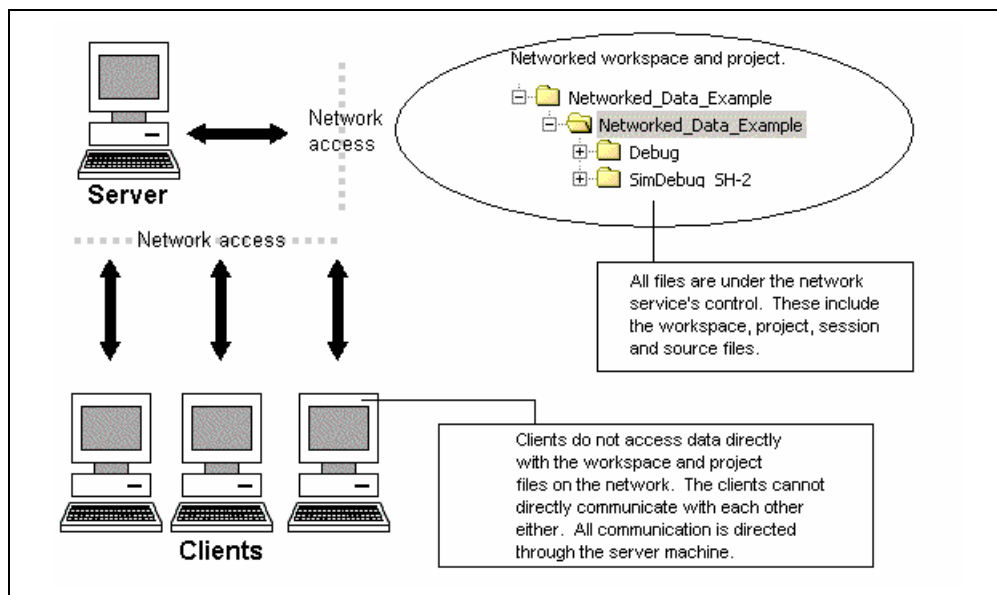 Server
Network
access
Networked workspace and project.
Networked_Data_Example
Networked_Data_Example
Debug
SimDebug_SH-2
Network access
All files are under the network
service's control. These include
the workspace, project, session
and source files.
Clients
Clients do not access data directly
with the workspace and project
files on the network. The clients cannot
directly communicate with each other
either. All communication is directed
through the server machine.